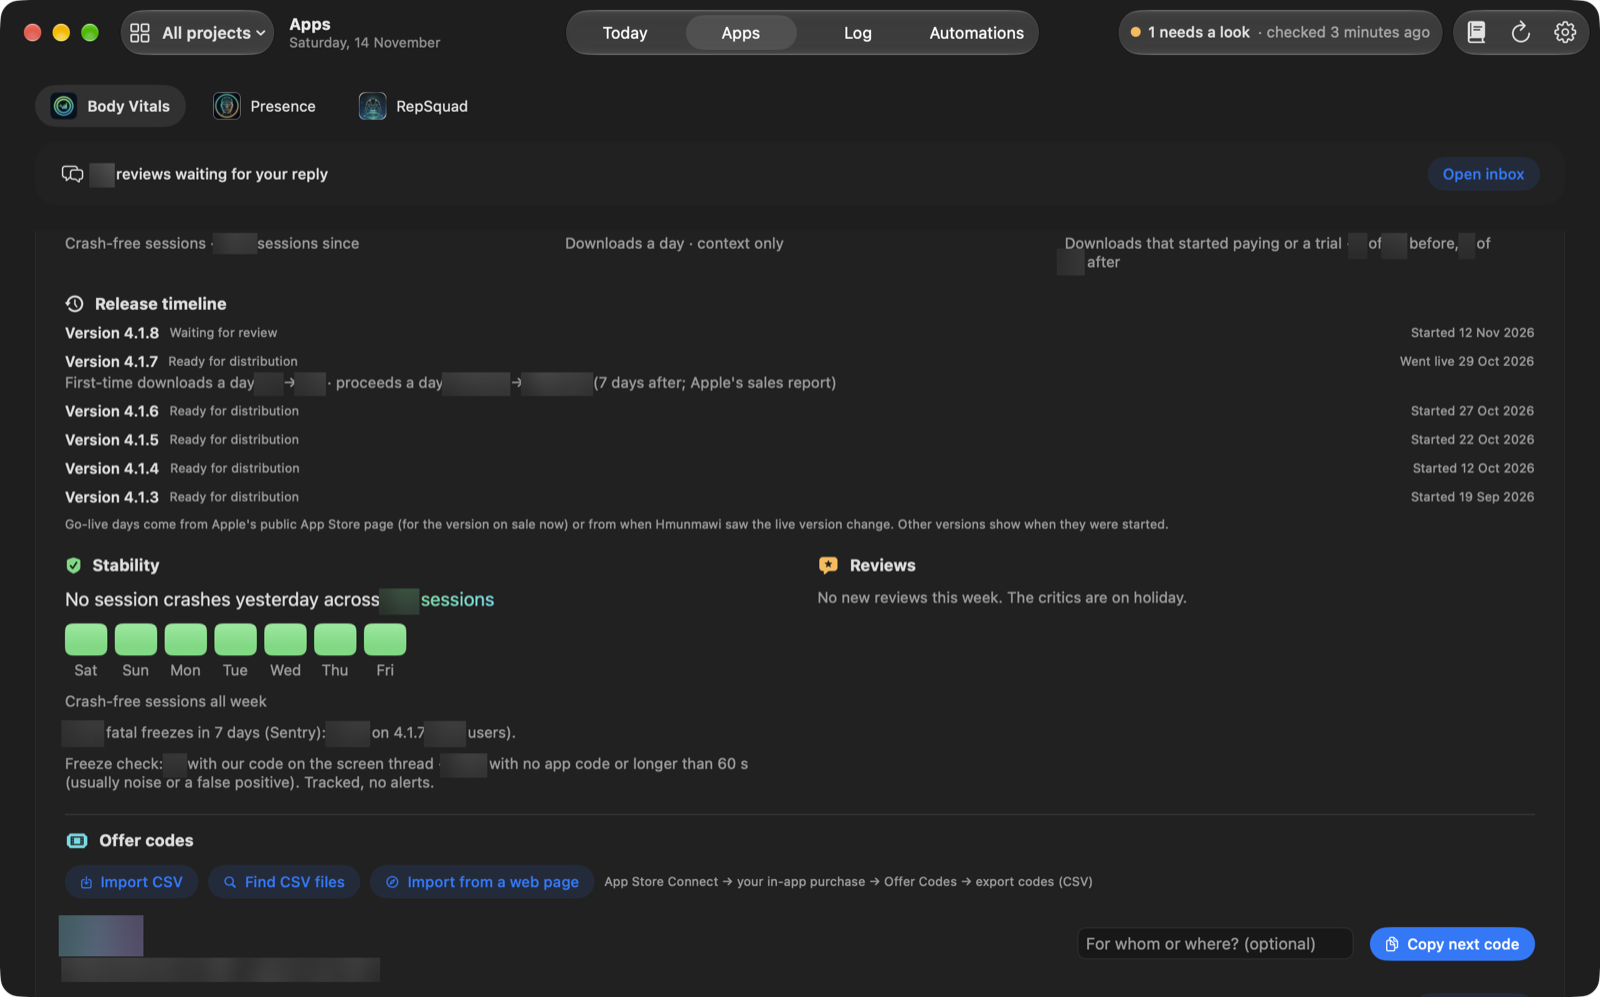 All projects
Apps
Saturday, 14 November
Today
Apps
Log
Automations
1 needs a look · checked 3 minutes ago
Body Vitals
Presence
RepSquad
reviews waiting for your reply
Open inbox
Crash-free sessions · sessions since
Downloads a day · context only
Downloads that started paying or a trial · of before, of
after
Release timeline
Version 4.1.8 Waiting for review
Started 12 Nov 2026
Version 4.1.7 Ready for distribution
Went live 29 Oct 2026
First-time downloads a day → · proceeds a day → (7 days after; Apple's sales report)
Version 4.1.6 Ready for distribution
Started 27 Oct 2026
Version 4.1.5 Ready for distribution
Started 22 Oct 2026
Version 4.1.4 Ready for distribution
Started 12 Oct 2026
Version 4.1.3 Ready for distribution
Started 19 Sep 2026
Go-live days come from Apple's public App Store page (for the version on sale now) or from when Hmunmawi saw the live version change. Other versions show when they were started.
Stability
No session crashes yesterday across sessions
Sat Sun Mon Tue Wed Thu Fri
Crash-free sessions all week
fatal freezes in 7 days (Sentry): on 4.1.7 users).
Freeze check: with our code on the screen thread · with no app code or longer than 60 s
(usually noise or a false positive). Tracked, no alerts.
Reviews
No new reviews this week. The critics are on holiday.
Offer codes
Import CSV
Find CSV files
Import from a web page
App Store Connect → your in-app purchase → Offer Codes → export codes (CSV)
For whom or where? (optional)
Copy next code